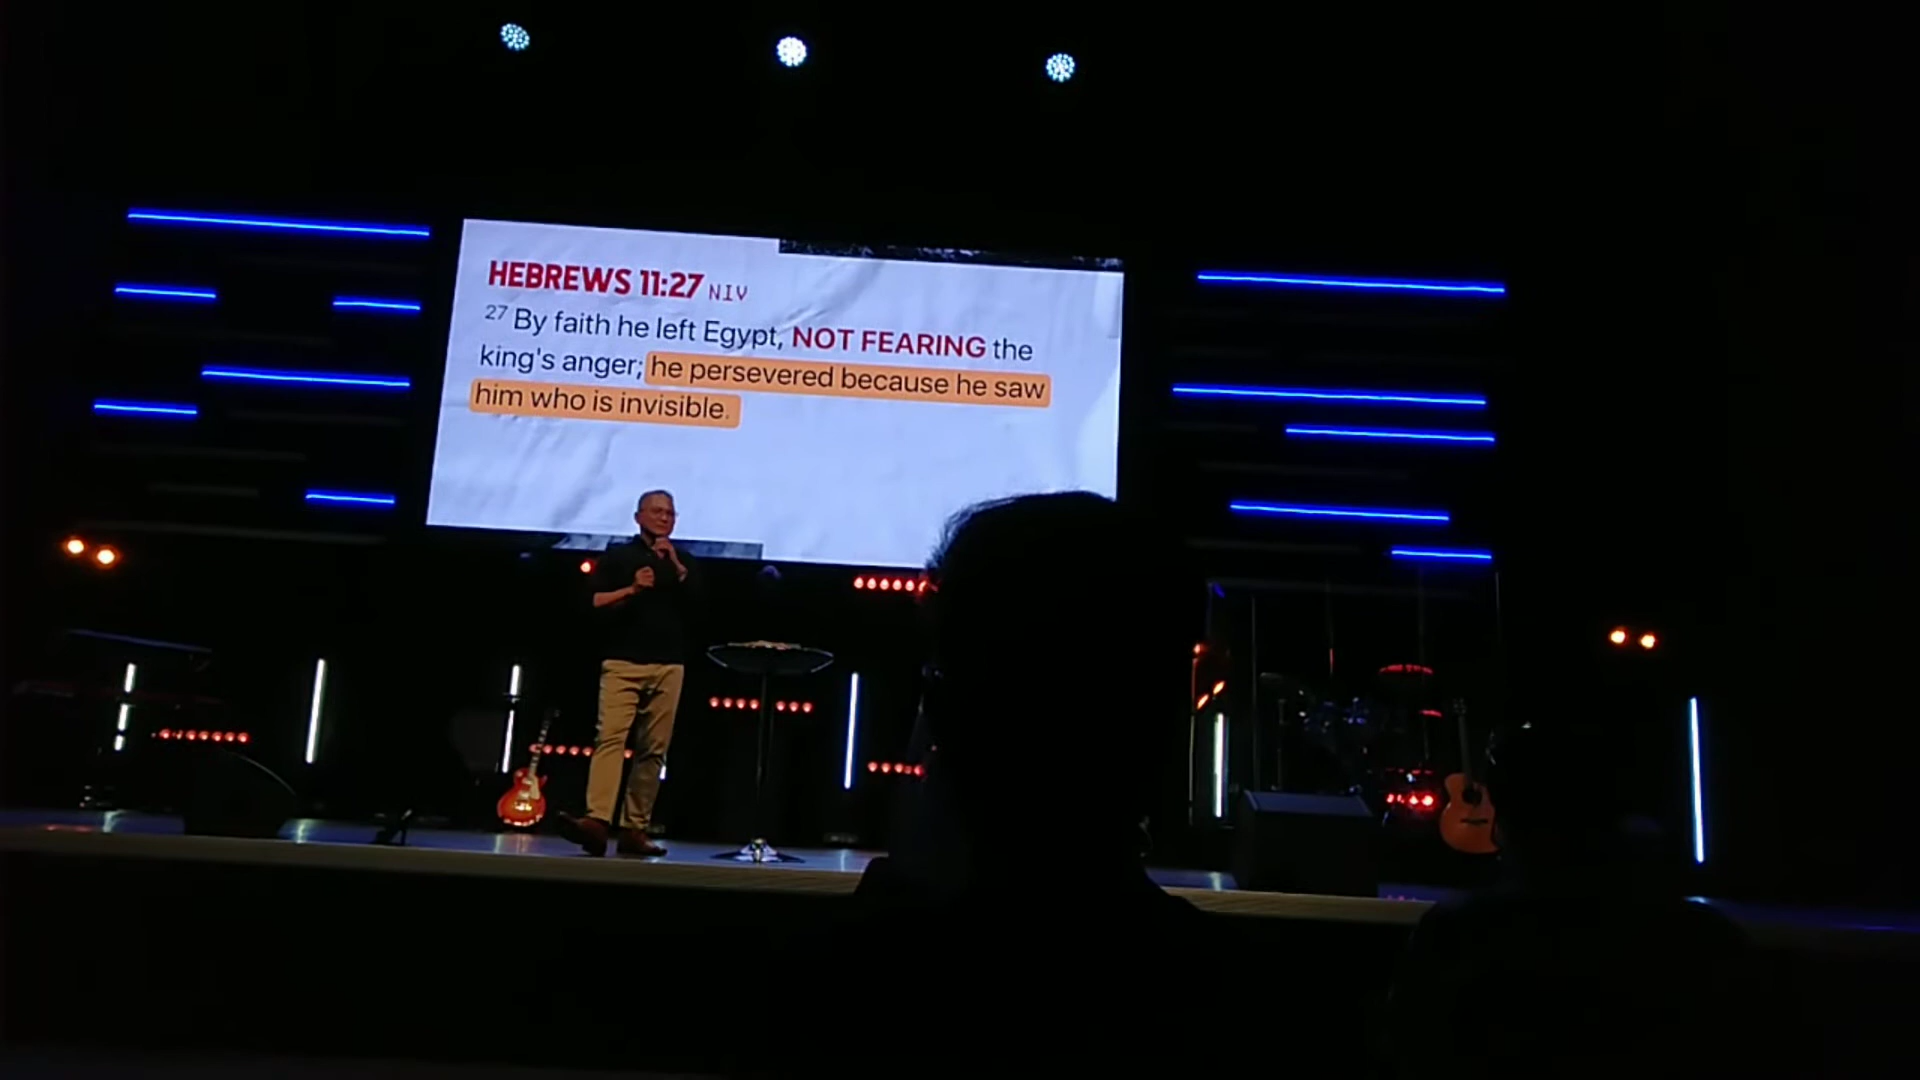 HEBREWS 11:27 NIV
27 By faith he left Egypt, NOT FEARING the
king's anger; he persevered because he saw
him who is invisible.